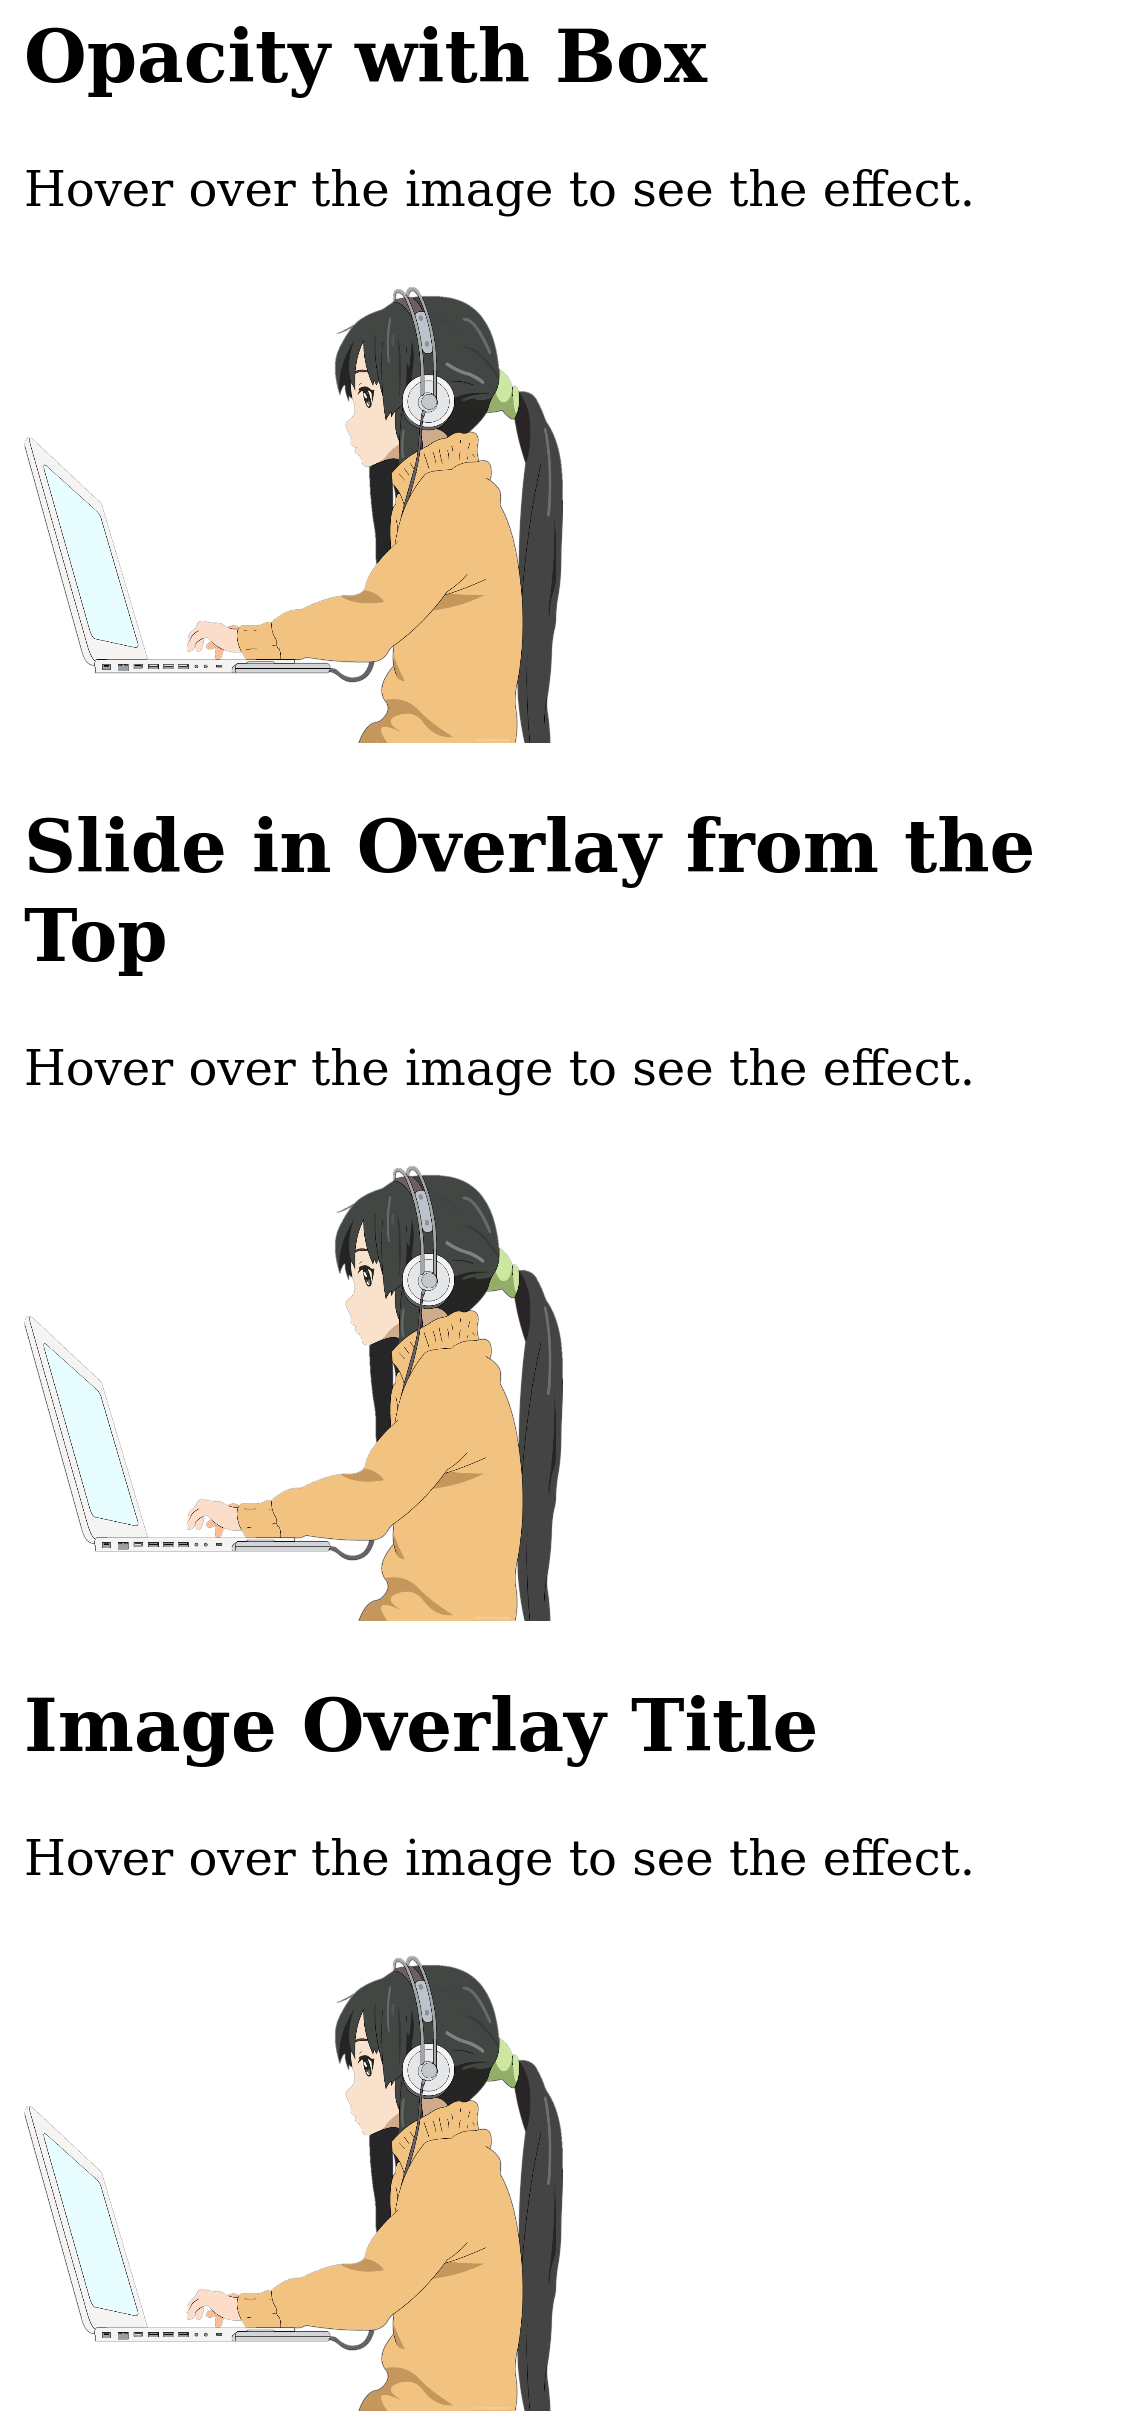 Opacity with Box
Hover over the image to see the effect.
Slide in Overlay from the
Top
Hover over the image to see the effect.
Image Overlay Title
Hover over the image to see the effect.